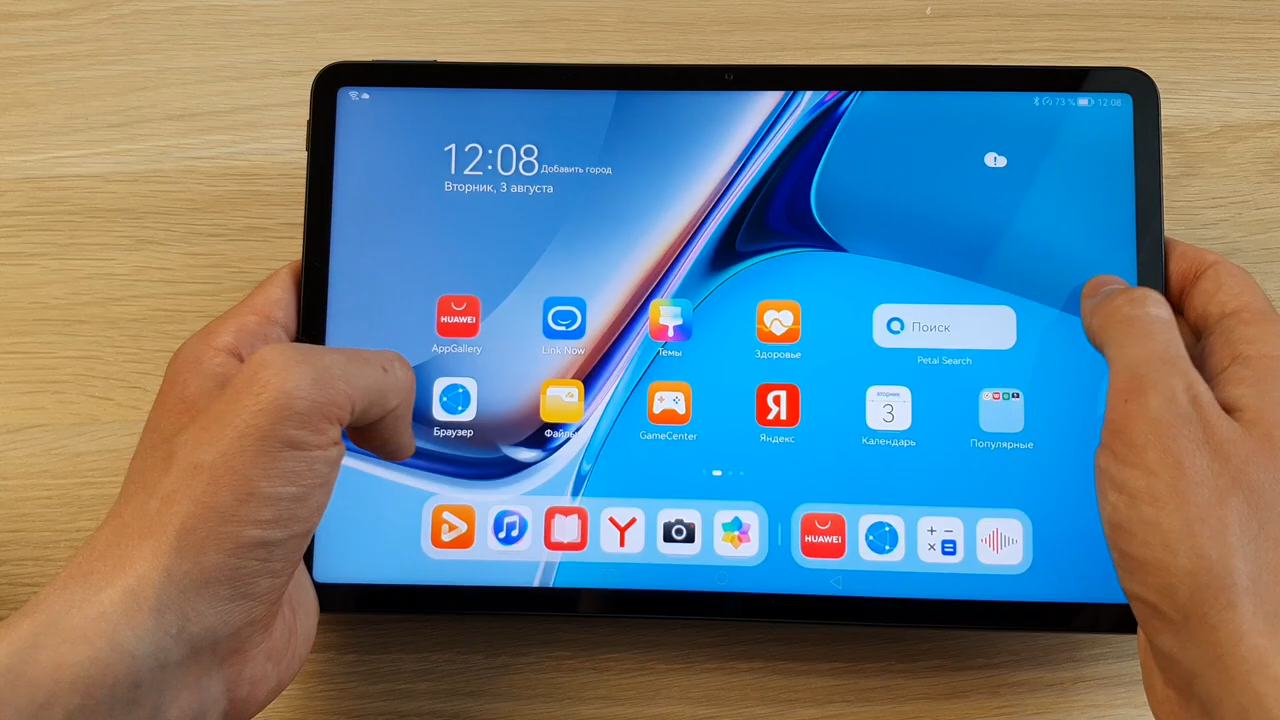 73 %
12:08
12:08 Добавить город
Вторник, 3 августа
HUAWEI
AppGallery
Link Now
Темы
Здоровье
Поиск
Petal Search
Браузер
Файлы
GameCenter
Я
Яндекс
вторник
3
Календарь
Популярные
Y
HUAWEI